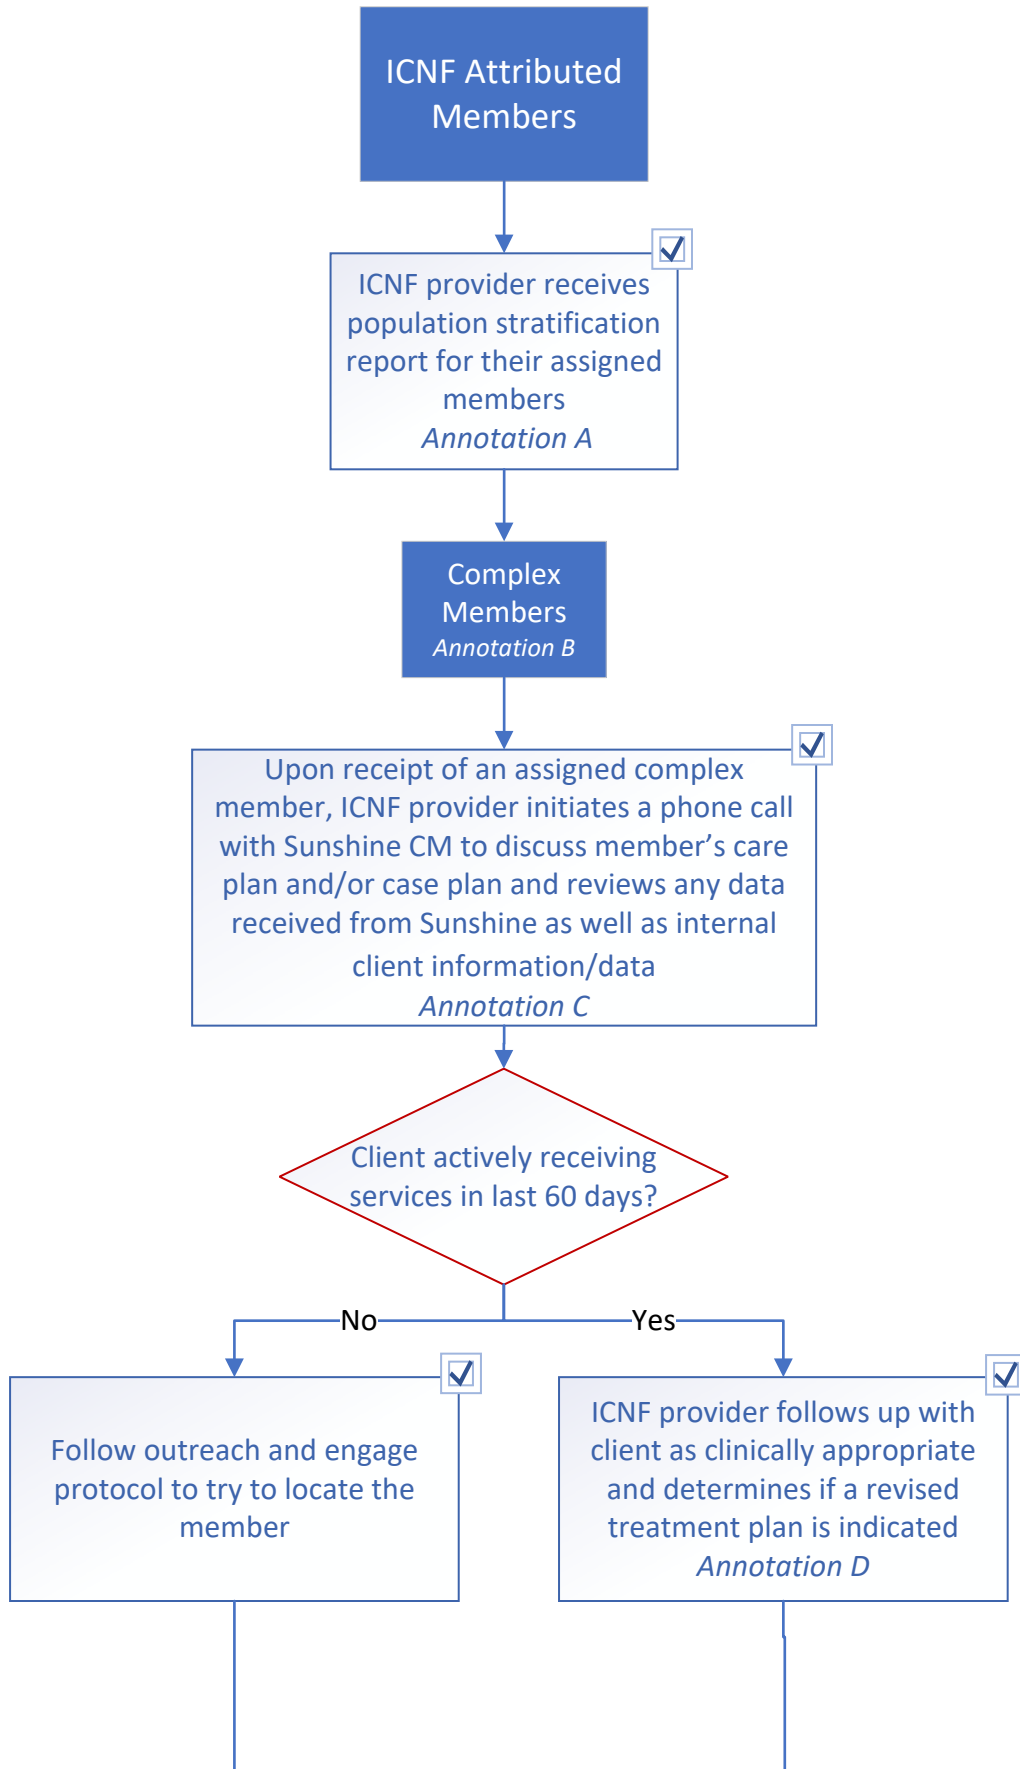 ICNF Attributed
Members
ICNF provider receives
population stratification
report for their assigned
members
Annotation A
Complex
Members
Annotation B
Upon receipt of an assigned complex
member, ICNF provider initiates a phone call
with Sunshine CM to discuss member’s care
plan and/or case plan and reviews any data
received from Sunshine as well as internal
client information/data
Annotation C
Client actively receiving
services in last 60 days?
No
Yes
Follow outreach and engage
protocol to try to locate the
member
ICNF provider follows up with
client as clinically appropriate
and determines if a revised
treatment plan is indicated
Annotation D